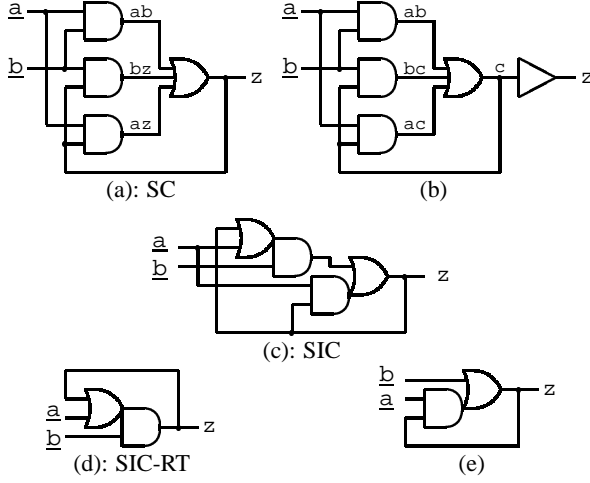 a ab a ab
b bz z b bc c z
az ac
(a): SC (b)
a
b z
(c): SIC
a z
b
(d): SIC-RT
b
a z
(e)